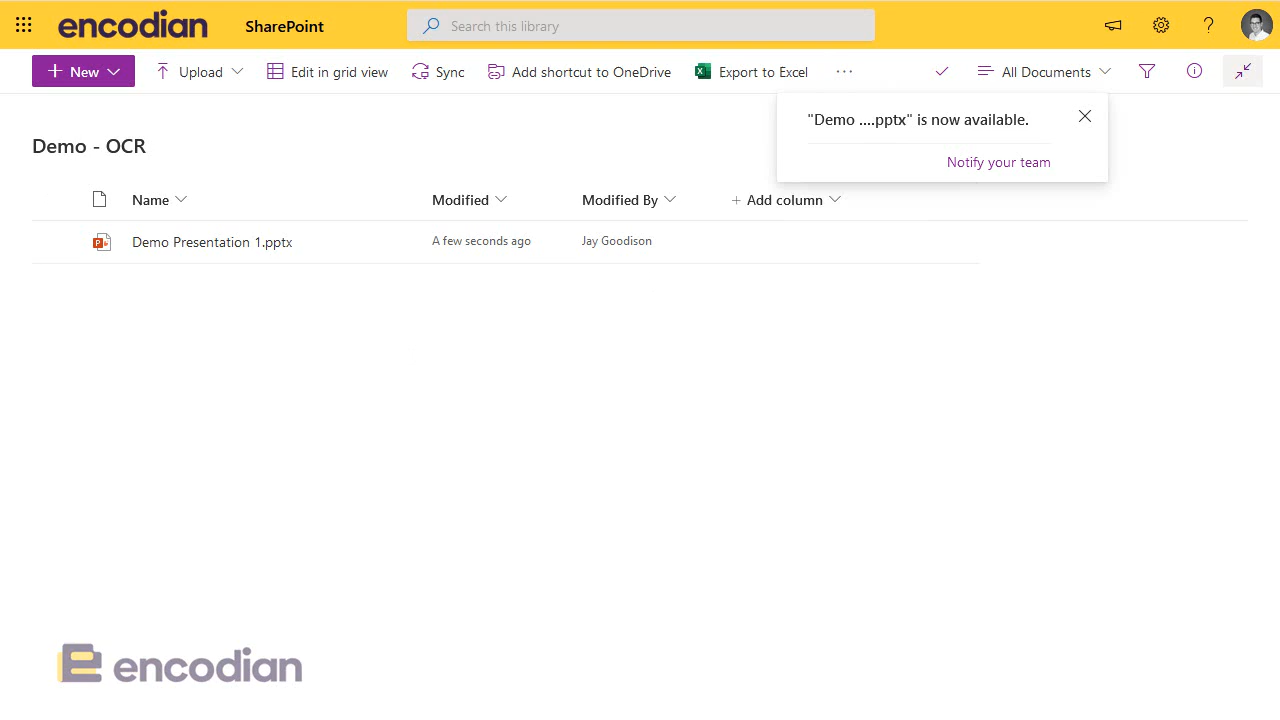 encodian SharePoint Search this library ?
New Upload Edit in grid view Sync Add shortcut to OneDrive Export to Excel ... All Documents
"Demo ....pptx" is now available.
Notify your team
Demo - OCR
Name Modified Modified By + Add column
Demo Presentation 1.pptx A few seconds ago Jay Goodison
encodian